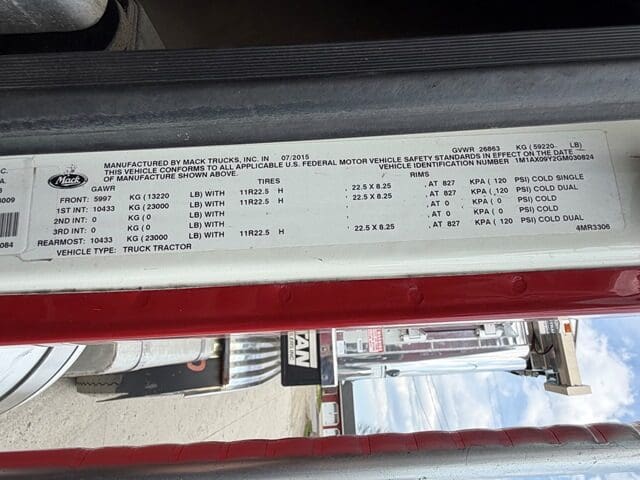 C.
A.
3009
084
Mack
MANUFACTURED BY MACK TRUCKS, INC. IN 07/2015 GVWR 26863 KG (59220 LB)
THIS VEHICLE CONFORMS TO ALL APPLICABLE U.S. FEDERAL MOTOR VEHICLE SAFETY STANDARDS IN EFFECT ON THE DATE
OF MANUFACTURE SHOWN ABOVE. VEHICLE IDENTIFICATION NUMBER 1M1AX09Y2GM030824
GAWR TIRES RIMS
FRONT: 5997 KG (13220 LB) WITH 11R22.5 H , 22.5 X 8.25 , AT 827 KPA (120 PSI) COLD SINGLE
1ST INT: 10433 KG (23000 LB) WITH 11R22.5 H , 22.5 X 8.25 , AT 827 KPA (120 PSI) COLD DUAL
2ND INT: 0 KG (0 LB) WITH , , AT 0 KPA (0 PSI) COLD
3RD INT: 0 KG (0 LB) WITH , , AT 0 KPA (0 PSI) COLD
REARMOST: 10433 KG (23000 LB) WITH 11R22.5 H , 22.5 X 8.25 , AT 827 KPA (120 PSI) COLD DUAL
VEHICLE TYPE: TRUCK TRACTOR 4MR3306
TAN